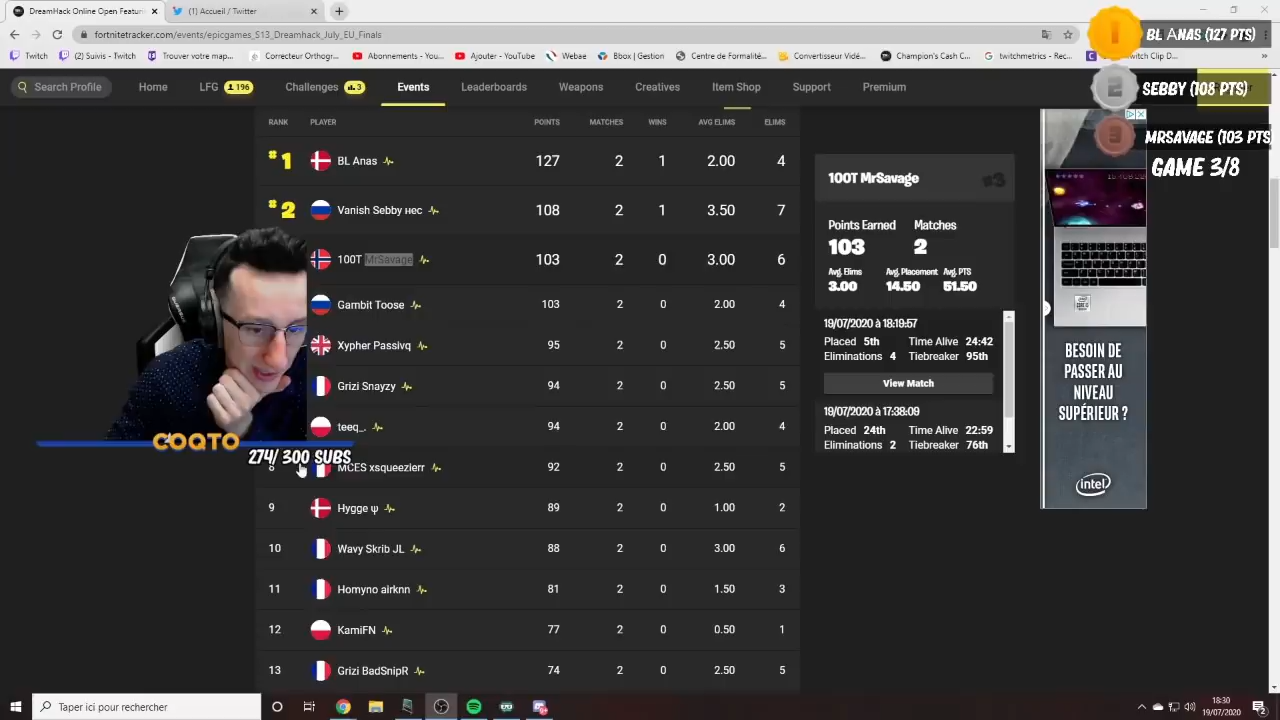 DreamHack Online Open Featuri
(1) Accueil / Twitter
fortnitetracker.com/events/epicgames_S13_Dreamhack_July_EU_Finals
Twitch
Twitch
Trouver votre map...
Correcteur Orthogr...
Abonnements - You...
Ajouter - YouTube
Webae
Bbox | Gestion
Centre de Formalité...
Convertisseur Vidéo...
Champion's Cash C...
twitchmetrics - Rec...
witch Clip D...
BL ANAS (127 PTS)
SEBBY (108 PTS)
MRSAVAGE (103 PTS)
GAME 3/8
Search Profile
Home
LFG 196
Challenges 3
Events
Leaderboards
Weapons
Creatives
Item Shop
Support
Premium
RANK PLAYER POINTS MATCHES WINS AVG ELIMS ELIMS
#1 BL Anas 127 2 1 2.00 4
#2 Vanish Sebby нес 108 2 1 3.50 7
100T MrSavage 103 2 0 3.00 6
Gambit Toose 103 2 0 2.00 4
Xypher Passivq 95 2 0 2.50 5
Grizi Snayzy 94 2 0 2.50 5
teeq_. 94 2 0 2.00 4
MCES xsqueezierr 92 2 0 2.50 5
9 Hygge ψ 89 2 0 1.00 2
10 Wavy Skrib JL 88 2 0 3.00 6
11 Homyno airknn 81 2 0 1.50 3
12 KamiFN 77 2 0 0.50 1
13 Grizi BadSnipR 74 2 0 2.50 5
COQTO
274/ 300 SUBS
100T MrSavage #3
Points Earned Matches
103 2
Avg. Elims Avg. Placement Avg. PTS
3.00 14.50 51.50
19/07/2020 à 18:19:57
Placed 5th Time Alive 24:42
Eliminations 4 Tiebreaker 95th
View Match
19/07/2020 à 17:38:09
Placed 24th Time Alive 22:59
Eliminations 2 Tiebreaker 76th
BESOIN DE
PASSER AU
NIVEAU
SUPÉRIEUR ?
intel
Taper ici pour rechercher
18:30
19/07/2020
2